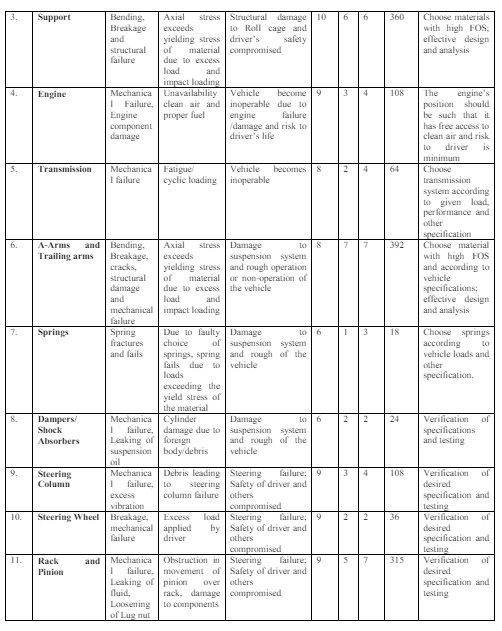 3. Support Bending, Axial stress Structural damage 10 6 6 360 Choose materials
Breakage exceeds to Roll cage and with high FOS;
and yielding stress driver's safety effective design
structural of material compromised and analysis
failure due to excess
load and
impact loading
4. Engine Mechanica Unavailability Vehicle become 9 3 4 108 The engine's
l Failure, clean air and inoperable due to position should
Engine proper fuel engine failure be such that it
component /damage and risk to has free access to
damage driver's life clean air and risk
to driver is
minimum
5. Transmission Mechanica Fatigue/ Vehicle becomes 8 2 4 64 Choose
l failure cyclic loading inoperable transmission
system according
to given load,
performance and
other
specification
6. A-Arms and Bending, Axial stress Damage to 8 7 7 392 Choose material
Trailing arms Breakage, exceeds suspension system with high FOS
cracks, yielding stress and rough operation and according to
structural of material or non-operation of vehicle
damage due to excess the vehicle specifications;
and load and effective design
mechanical impact loading and analysis
failure
7. Springs Spring Due to faulty Damage to 6 1 3 18 Choose springs
fractures choice of suspension system according to
and fails springs, spring and rough of the vehicle loads and
fails due to vehicle other
loads specification.
exceeding the
yield stress of
the material
8. Dampers/ Mechanica Cylinder Damage to 6 2 2 24 Verification of
Shock l failure, damage due to suspension system specifications
Absorbers Leaking of foreign and rough of the and testing
suspension body/debris vehicle
oil
9. Steering Mechanica Debris leading Steering failure; 9 3 4 108 Verification of
Column l failure, to steering Safety of driver and desired
excess column failure others specification and
vibration compromised testing
10. Steering Wheel Breakage, Excess load Steering failure; 9 2 2 36 Verification of
mechanical applied by Safety of driver and desired
failure driver others specification and
compromised testing
11. Rack and Mechanica Obstruction in Steering failure; 9 5 7 315 Verification of
Pinion l failure, movement of Safety of driver and desired
Leaking of pinion over others specification and
fluid, rack, damage compromised testing
Loosening to components
of Lug nut